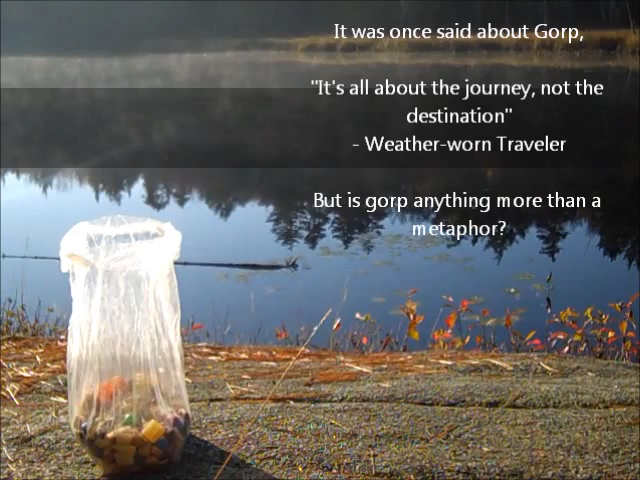 It was once said about Gorp,
"It's all about the journey, not the
destination"
- Weather-worn Traveler
But is gorp anything more than a
metaphor?